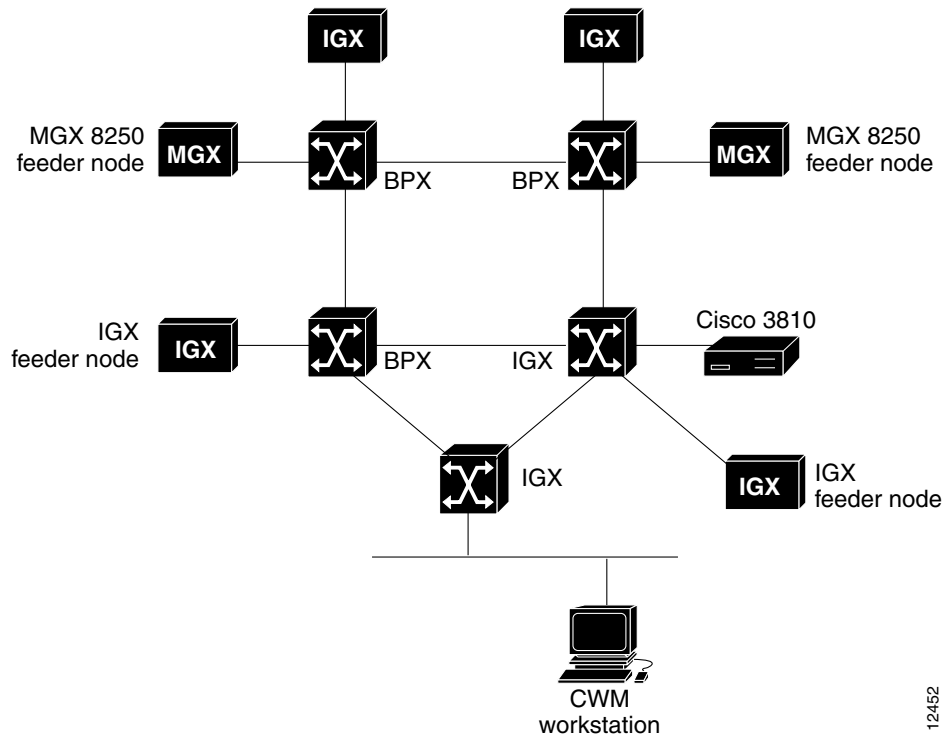 IGX
IGX
MGX 8250
feeder node
MGX
BPX
BPX
MGX
MGX 8250
feeder node
IGX
feeder node
IGX
BPX
IGX
Cisco 3810
IGX
IGX
IGX
feeder node
CWM
workstation
12452